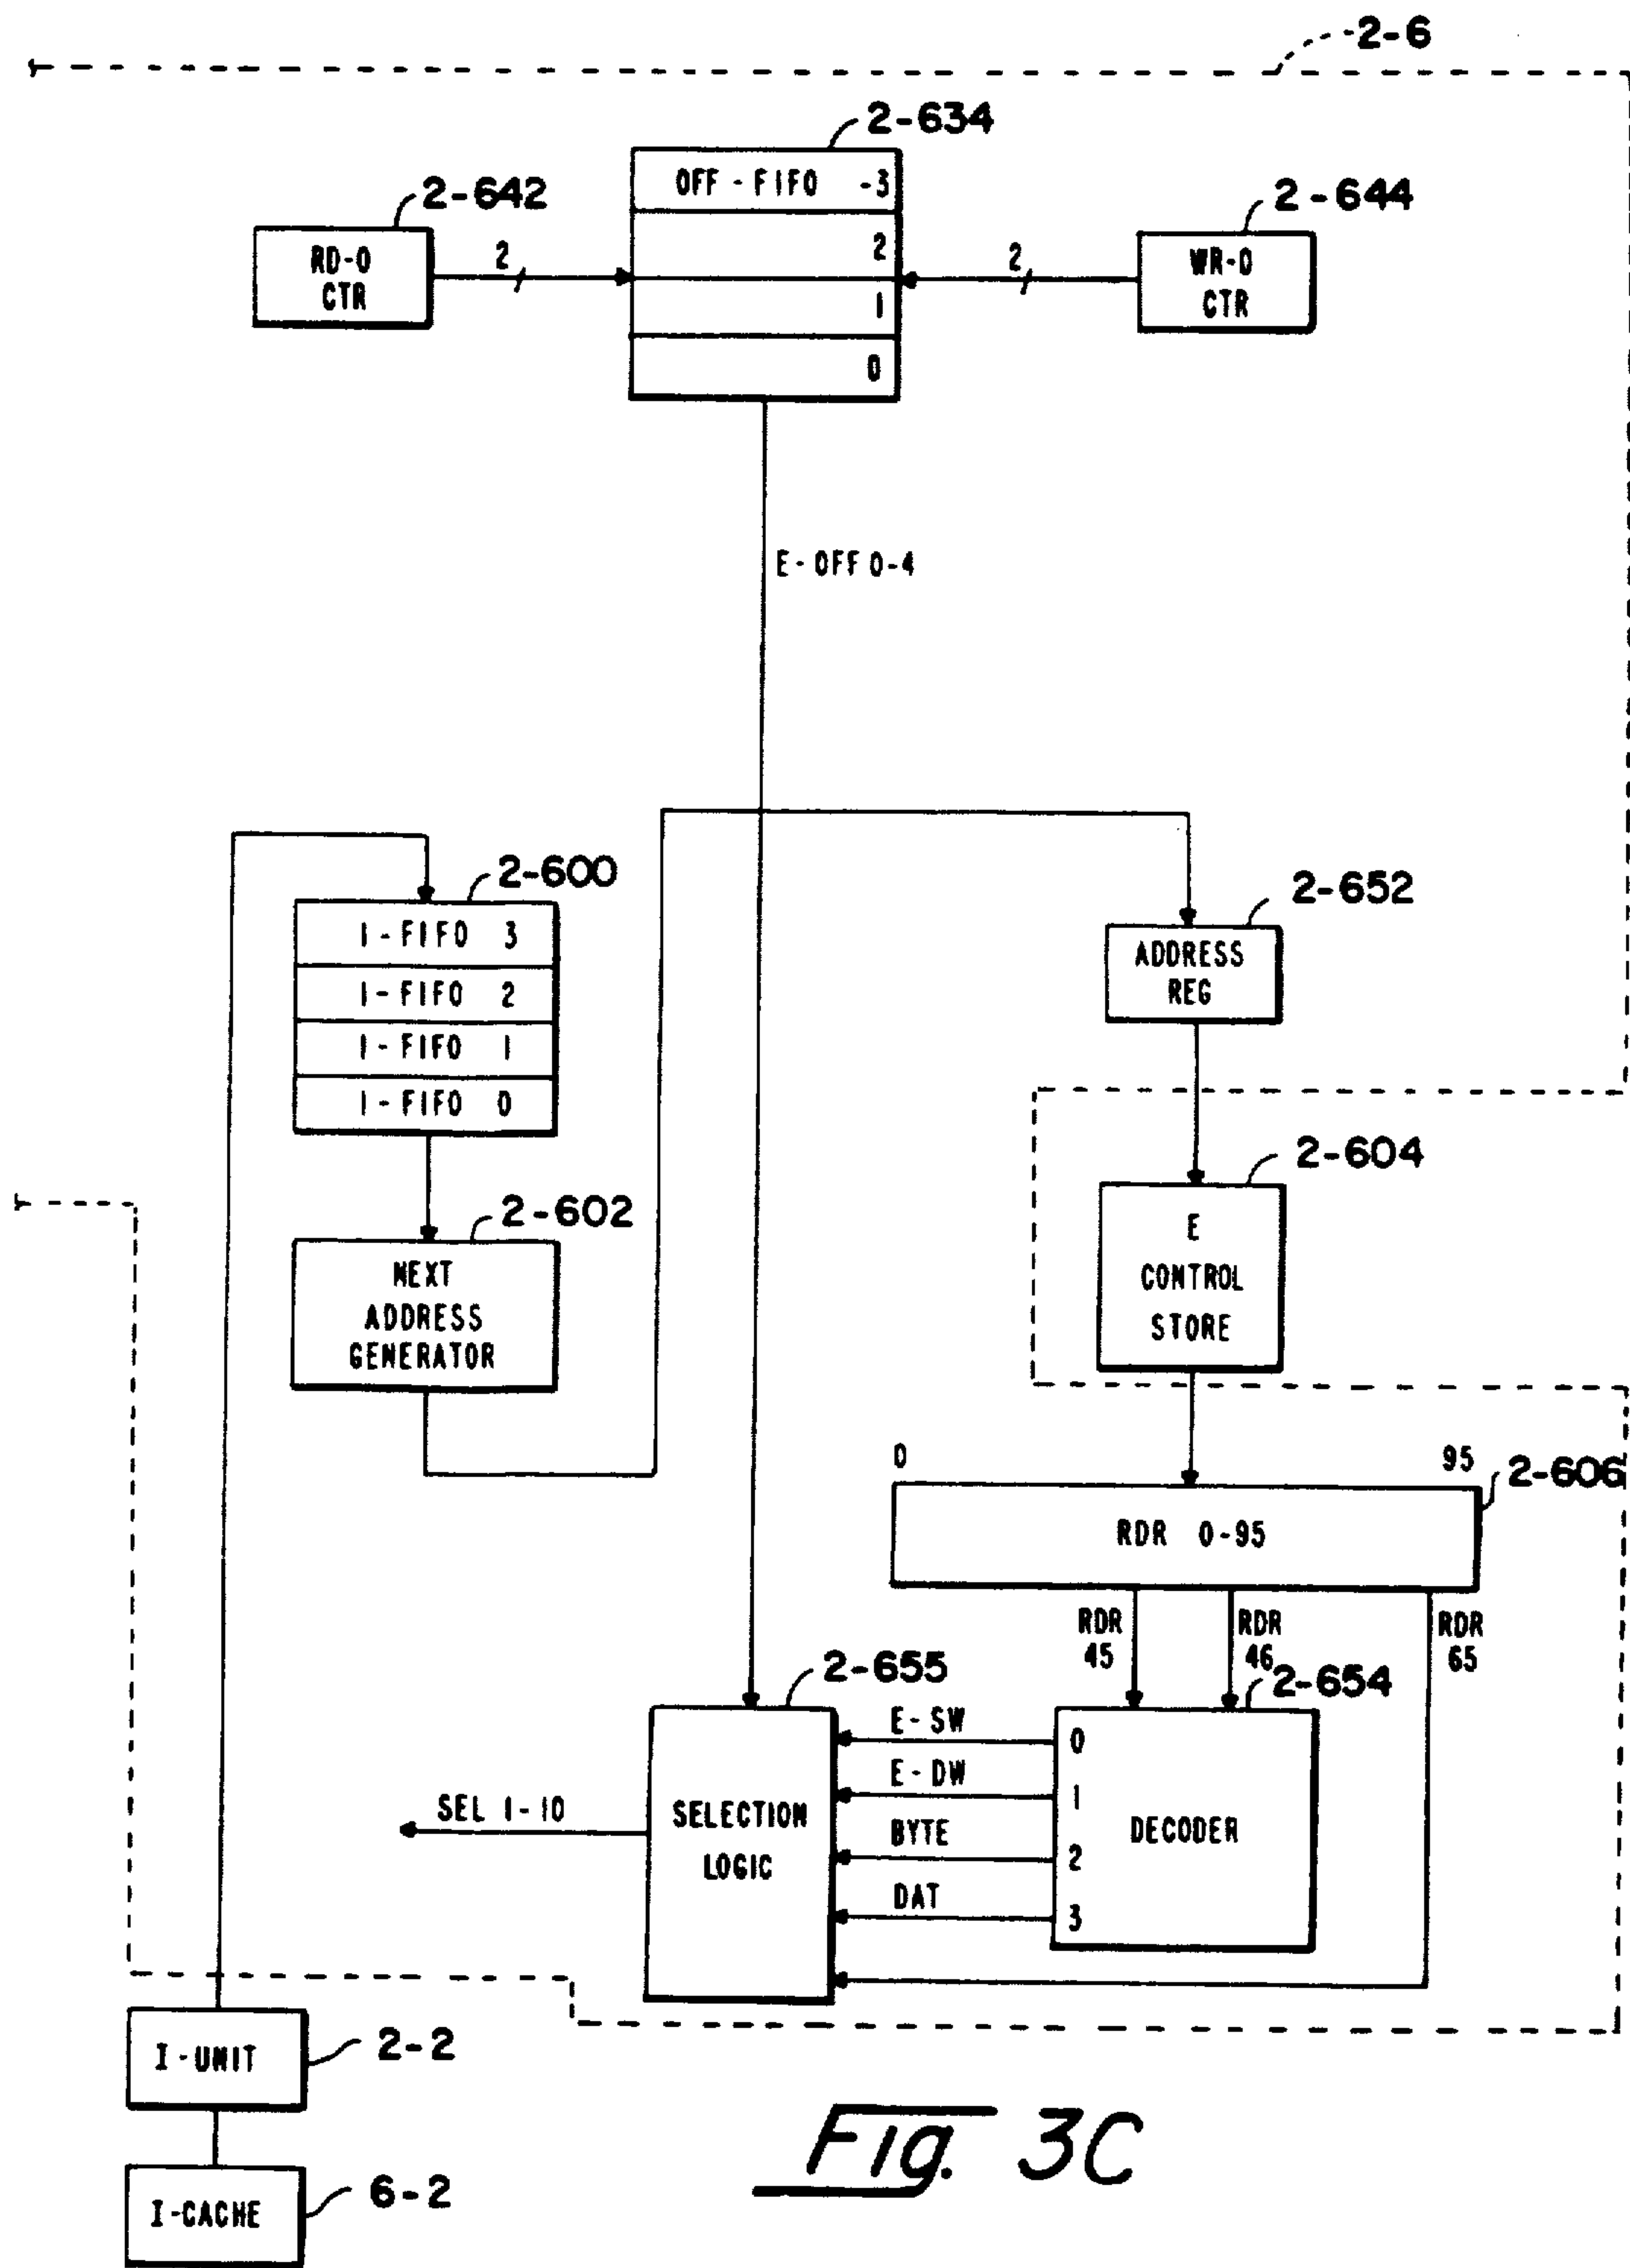 2-6
2-634
OFF-FIFO -3
2
1
0
2-642
RD-O
CTR
2
2-644
WR-O
CTR
2
E-OFF 0-4
2-600
I-FIFO 3
I-FIFO 2
I-FIFO 1
I-FIFO 0
2-652
ADDRESS
REG
2-602
NEXT
ADDRESS
GENERATOR
2-604
E
CONTROL
STORE
0
95
2-606
RDR 0-95
RDR
45
RDR
46
RDR
65
2-655
2-654
SELECTION
LOGIC
SEL 1-10
E-SW
E-DW
BYTE
DAT
0
1
2
3
DECODER
I-UNIT
2-2
I-CACHE
6-2
Fig. 3C